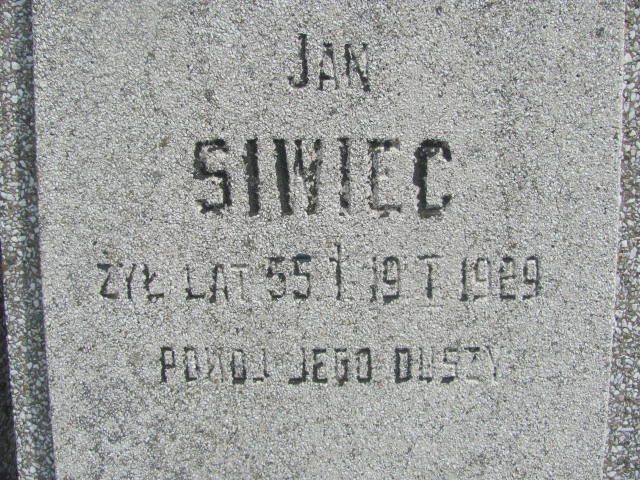 JAN
SIWIEC
ŻYŁ LAT 55 † 19 I 1929
POKÓJ JEGO DUSZY